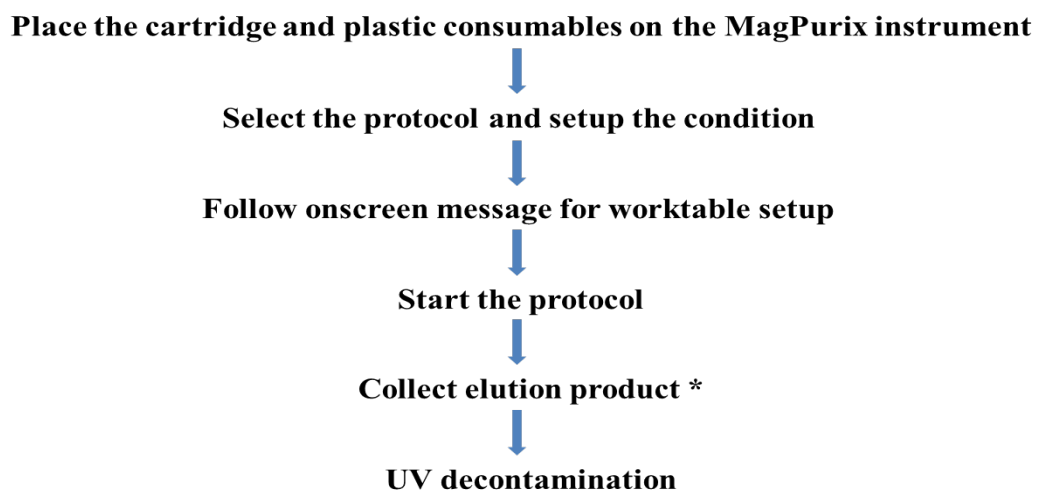 Place the cartridge and plastic consumables on the MagPurix instrument
Select the protocol and setup the condition
Follow onscreen message for worktable setup
Start the protocol
Collect elution product *
UV decontamination